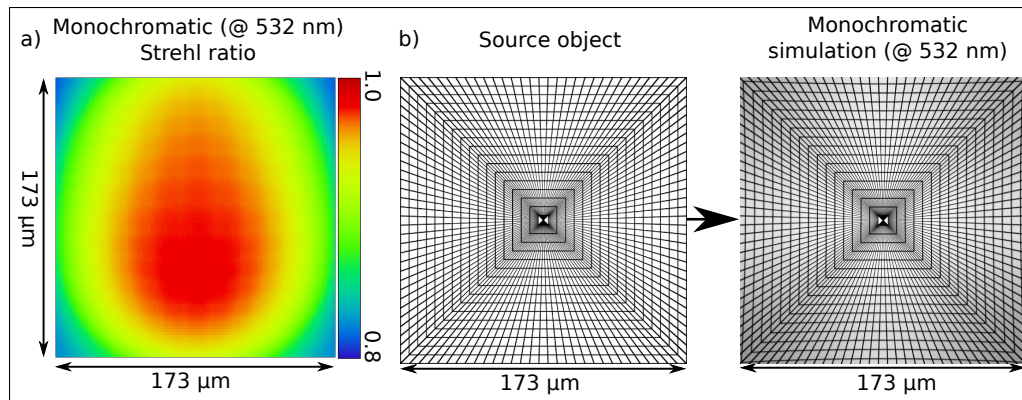 a)
Monochromatic (@ 532 nm)
Strehl ratio
1.0
0.8
173 μm
173 μm
b)
Source object
173 μm
Monochromatic
simulation (@ 532 nm)
173 μm